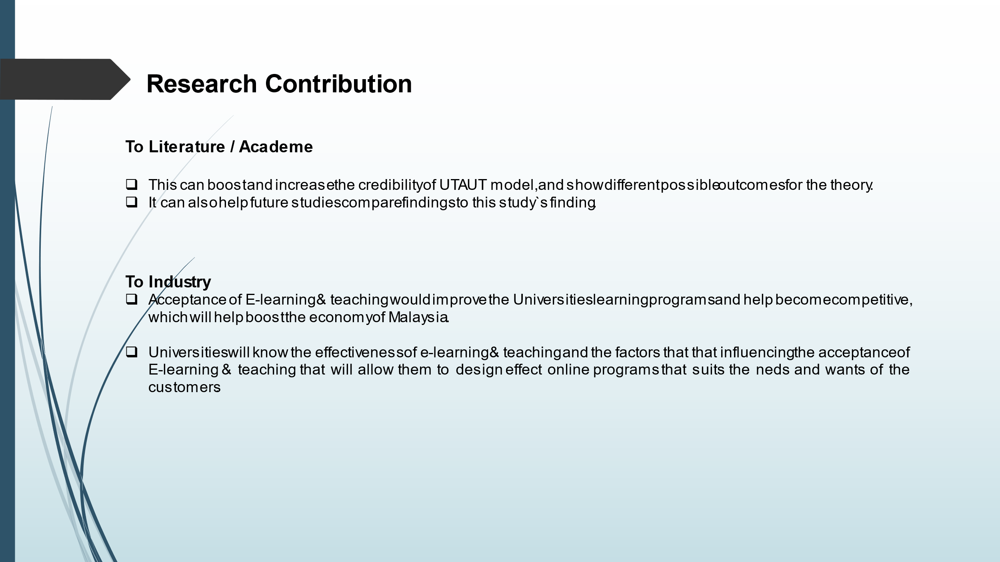 Research Contribution
To Literature / Academe
❑ This can boost and increase the credibility of UTAUT model, and show different possible outcomes for the theory.
❑ It can also help future studies compare findings to this study`s finding.
To Industry
❑ Acceptance of E-learning & teaching would improve the Universities learning programs and help become competitive,
which will help boost the economy of Malaysia.
❑ Universities will know the effectiveness of e-learning & teaching and the factors that that influencing the acceptance of
E-learning & teaching that will allow them to design effect online programs that suits the neds and wants of the
customers.